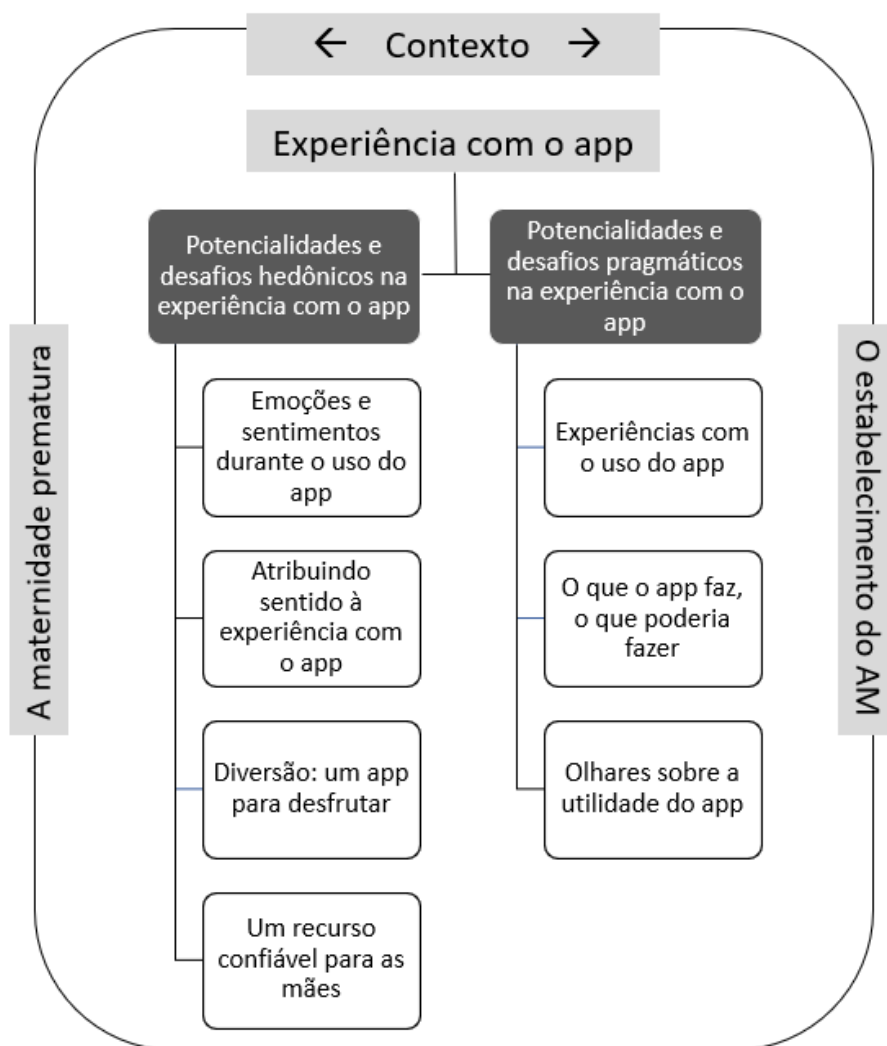 ← Contexto →
Experiência com o app
Potencialidades e
desafios hedônicos na
experiência com o app
Potencialidades e
desafios pragmáticos
na experiência com o
app
A maternidade prematura
O estabelecimento do AM
Emoções e
sentimentos
durante o uso do
app
Experiências com
o uso do app
Atribuindo
sentido à
experiência com
o app
O que o app faz,
o que poderia
fazer
Diversão: um app
para desfrutar
Olhares sobre a
utilidade do app
Um recurso
confiável para as
mães